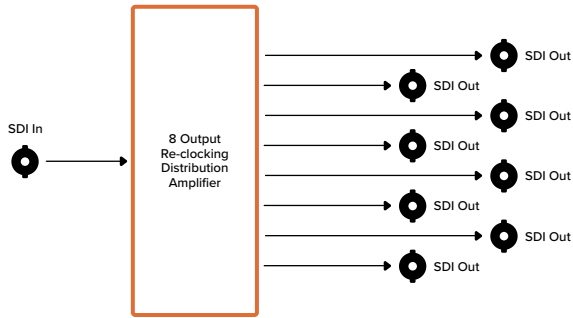 SDI In
8 Output
Re-clocking
Distribution
Amplifier
SDI Out
SDI Out
SDI Out
SDI Out
SDI Out
SDI Out
SDI Out
SDI Out